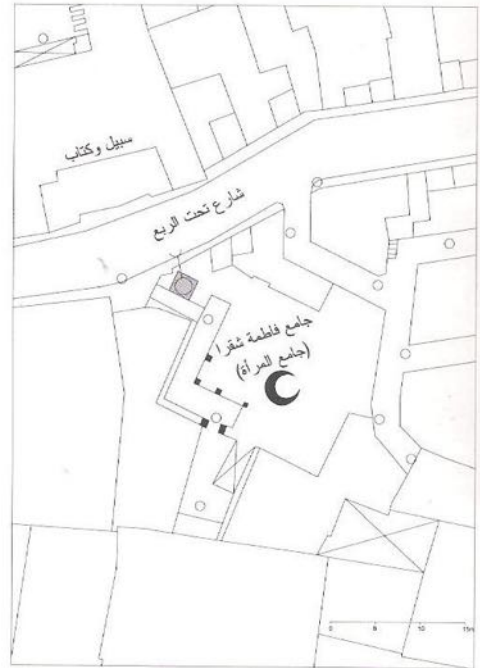 سبيل وكتاب
شارع تحت الربع
جامع فاطمة شقرا
(جامع المرأة)
0 5 10 15m